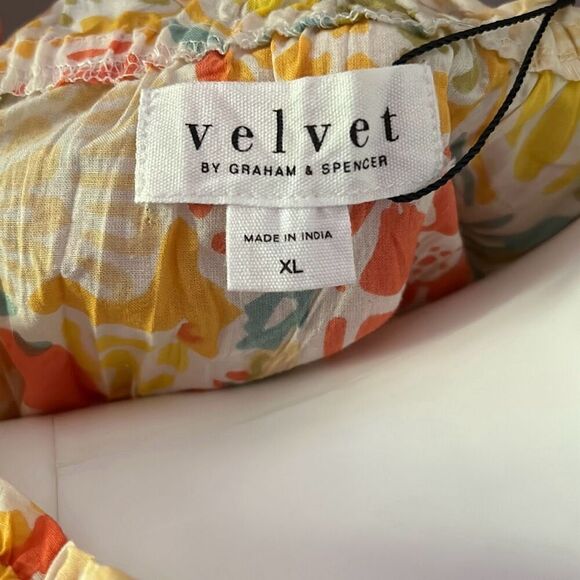 velvet
BY GRAHAM & SPENCER
MADE IN INDIA
XL